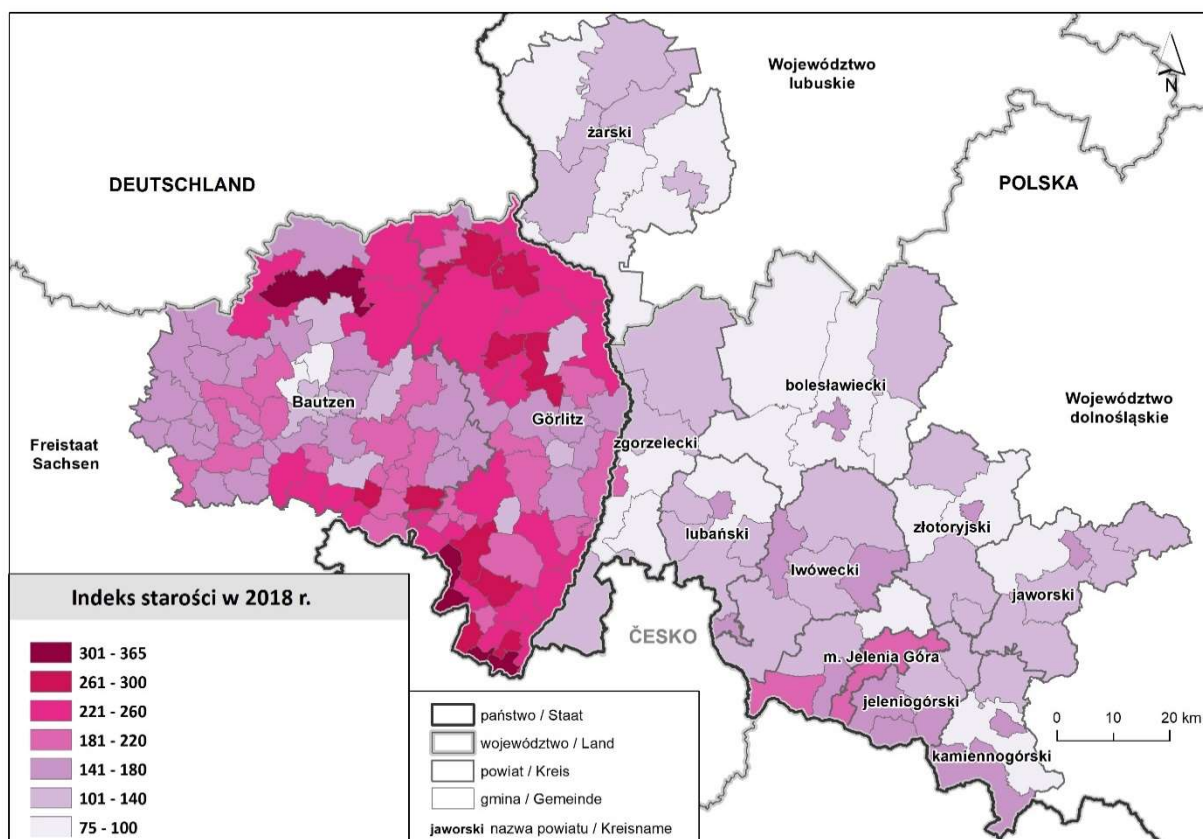 Województwo
lubuskie
N
żarski
DEUTSCHLAND
POLSKA
bolesławiecki
Bautzen
Görlitz
Województwo
dolnośląskie
Freistaat
Sachsen
zgorzelecki
lubański
złotoryjski
lwówecki
jaworski
ČESKO
m. Jelenia Góra
jeleniogórski
kamiennogórski
0 10 20 km
Indeks starości w 2018 r.
301 - 365
261 - 300
221 - 260
181 - 220
141 - 180
101 - 140
75 - 100
państwo / Staat
województwo / Land
powiat / Kreis
gmina / Gemeinde
jaworski nazwa powiatu / Kreisname